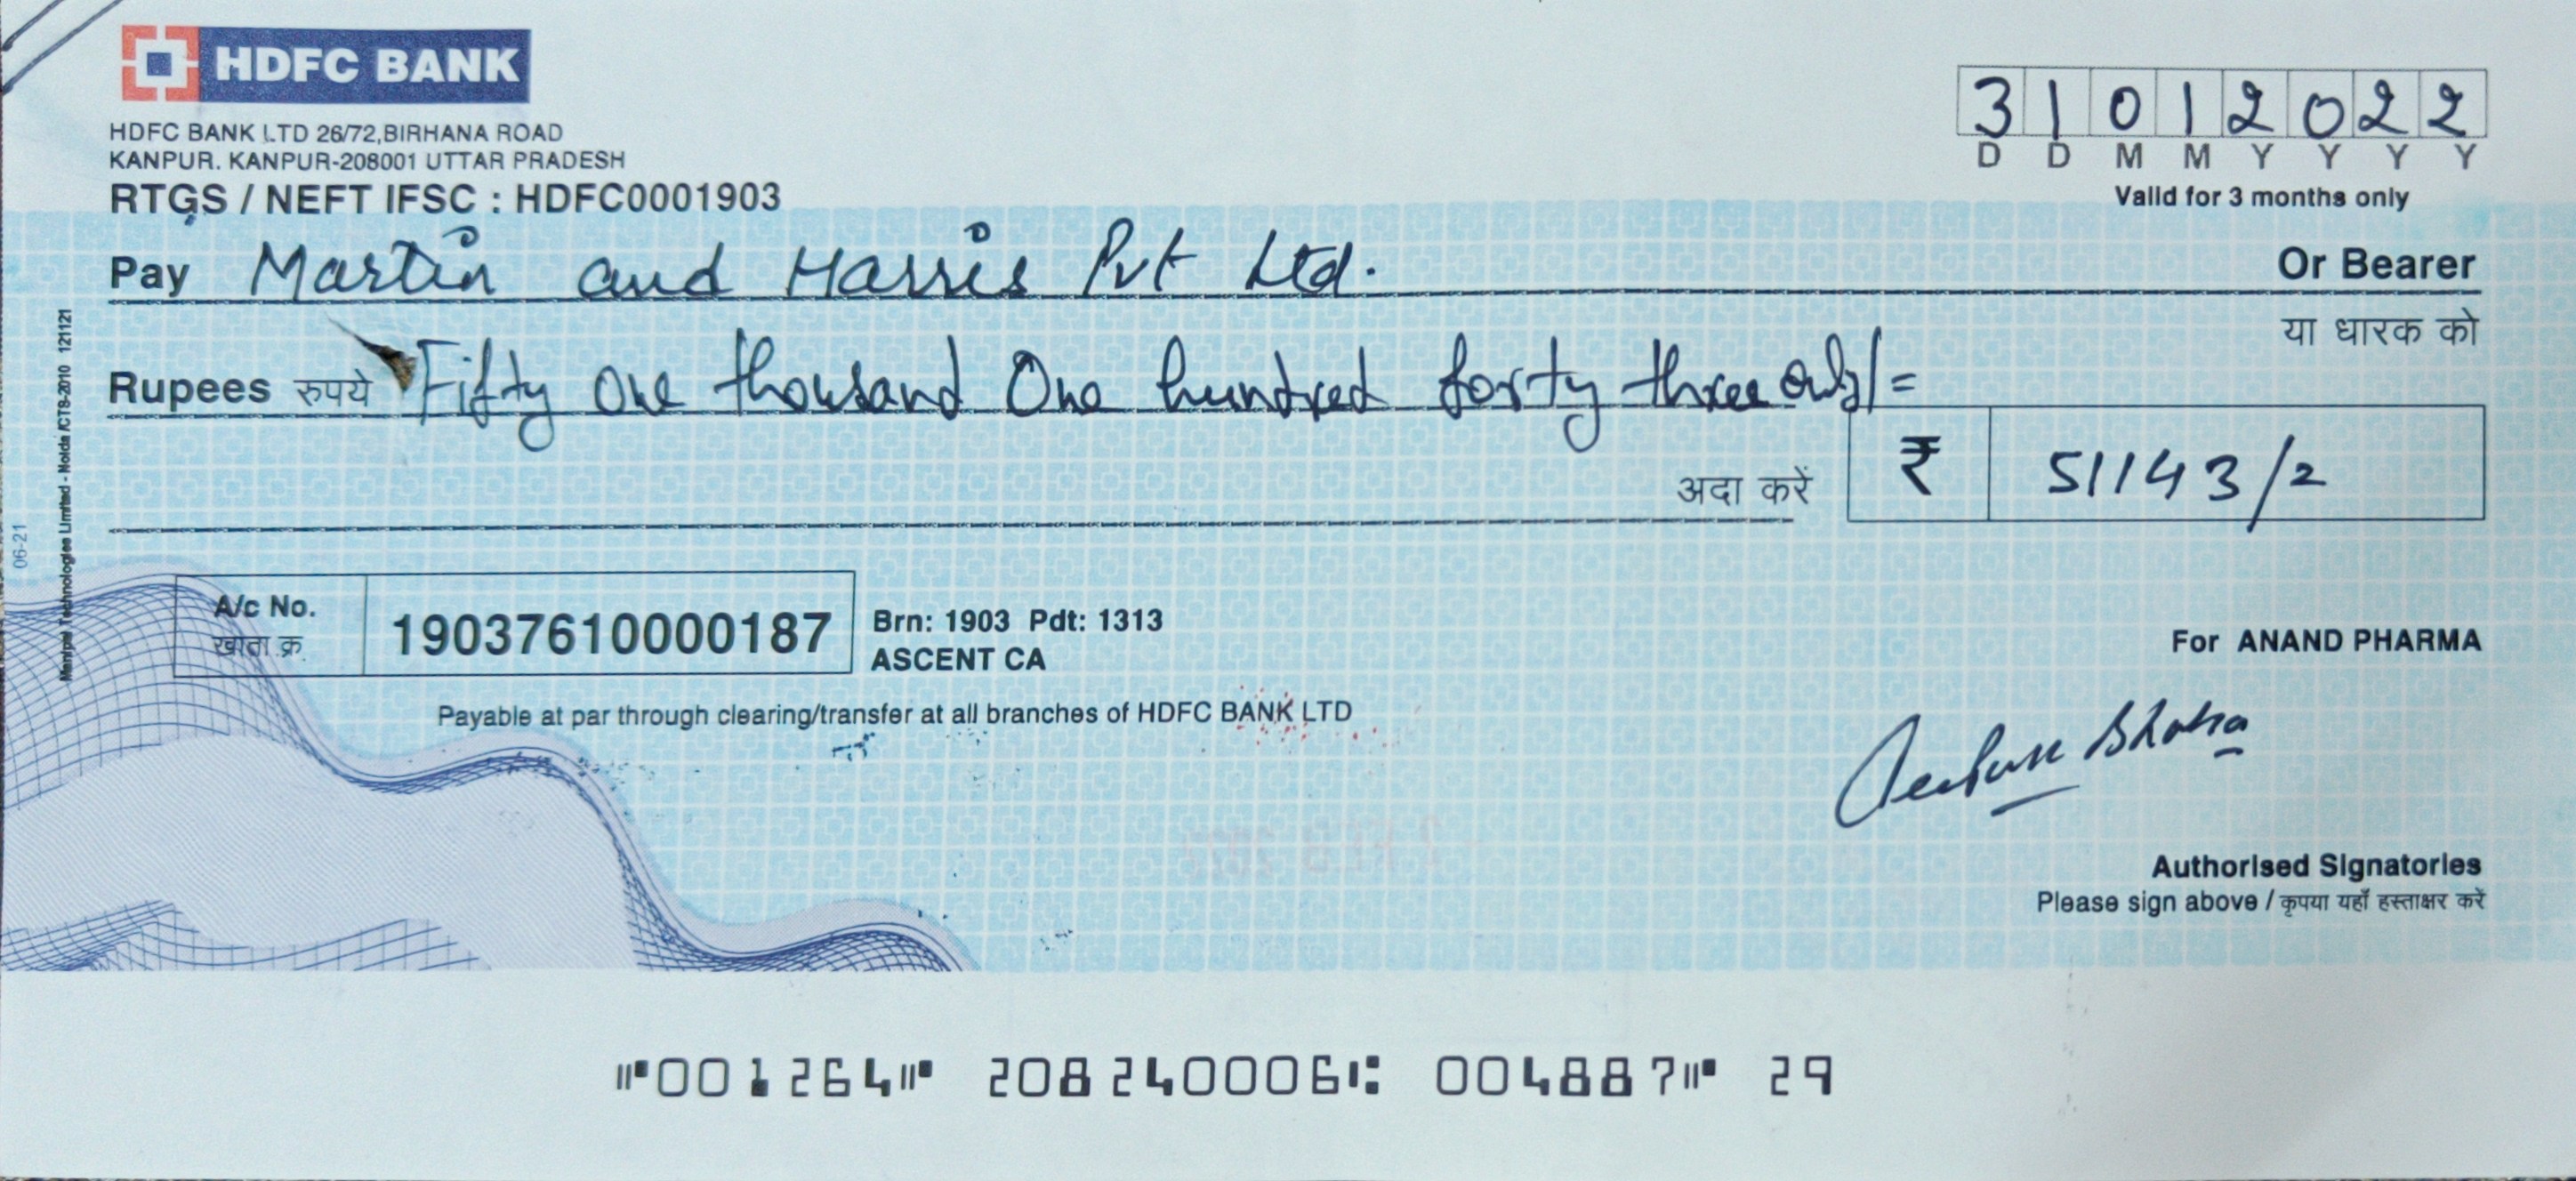 HDFC BANK
HDFC BANK LTD 26/72,BIRHANA ROAD
KANPUR. KANPUR-208001 UTTAR PRADESH
RTGS / NEFT IFSC : HDFC0001903
3 1 0 1 2 0 2 2
D D M M Y Y Y Y
Valid for 3 months only
Pay Martin and Harris Pvt Ltd. Or Bearer
या धारक को
Rupees रुपये Fifty One thousand One hundred forty three only/=
अदा करें ₹ 51143/2
A/c No. खाता क्र. 19037610000187
Brn: 1903 Pdt: 1313
ASCENT CA
For ANAND PHARMA
Payable at par through clearing/transfer at all branches of HDFC BANK LTD
Authorised Signatories
Please sign above / कृपया यहाँ हस्ताक्षर करें
001264 208240006 004887 29
Manipal Technologies Limited - Noida /CTS-2010 121121
06-21